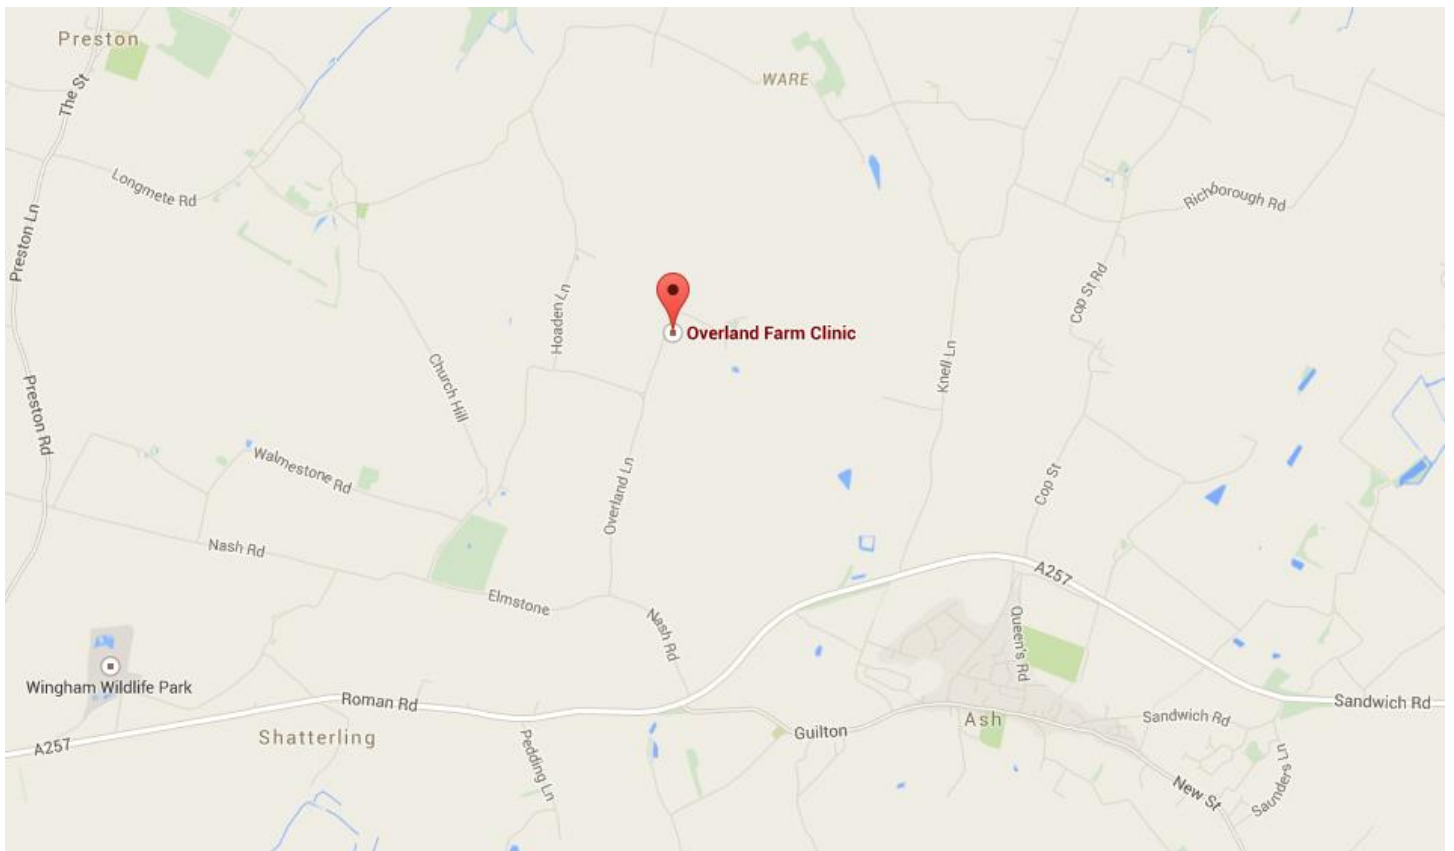 Preston
The St
WARE
Longmete Rd
Richborough Rd
Preston Ln
Cop St Rd
Hoaden Ln
Overland Farm Clinic
Church Hill
Knell Ln
Preston Rd
Walmestone Rd
Overland Ln
Cop St
Nash Rd
A257
Elmstone
Nash Rd
Queen's Rd
Wingham Wildlife Park
Roman Rd
Sandwich Rd
Shatterling
Guilton
Ash
Sandwich Rd
A257
Pedding Ln
New St
Saunders Ln